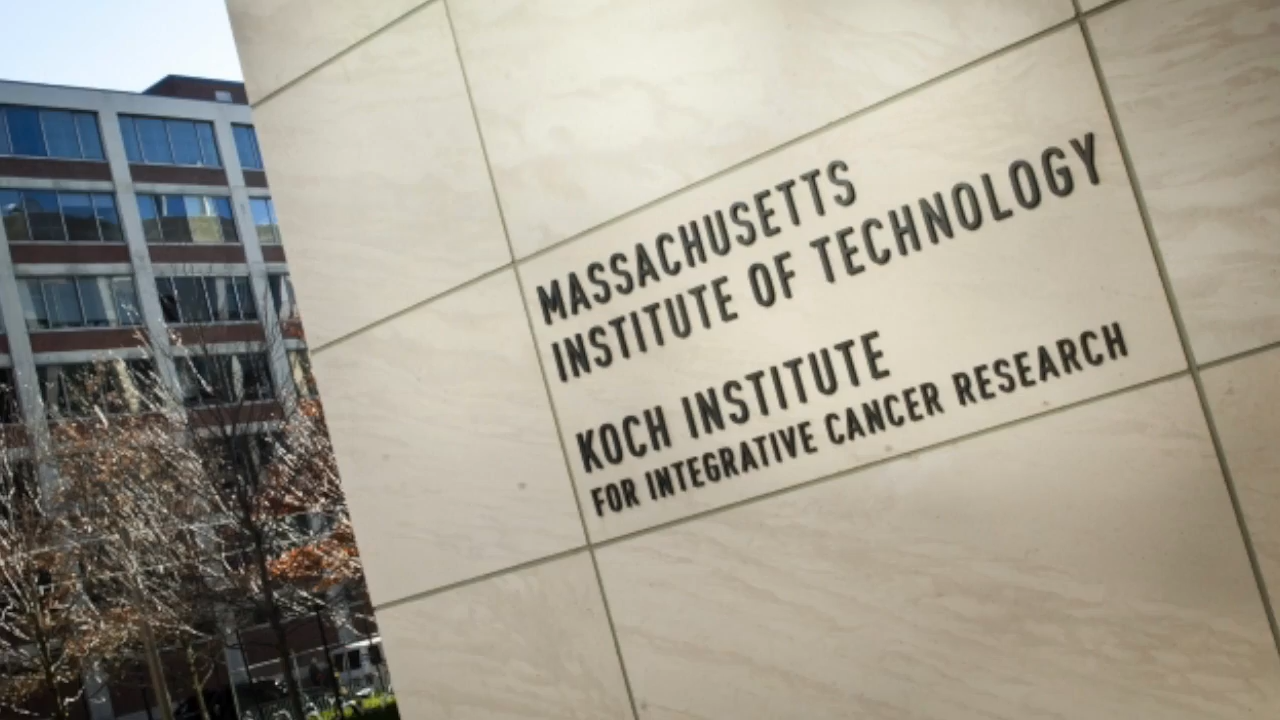 MASSACHUSETTS
INSTITUTE OF TECHNOLOGY
KOCH INSTITUTE
FOR INTEGRATIVE CANCER RESEARCH